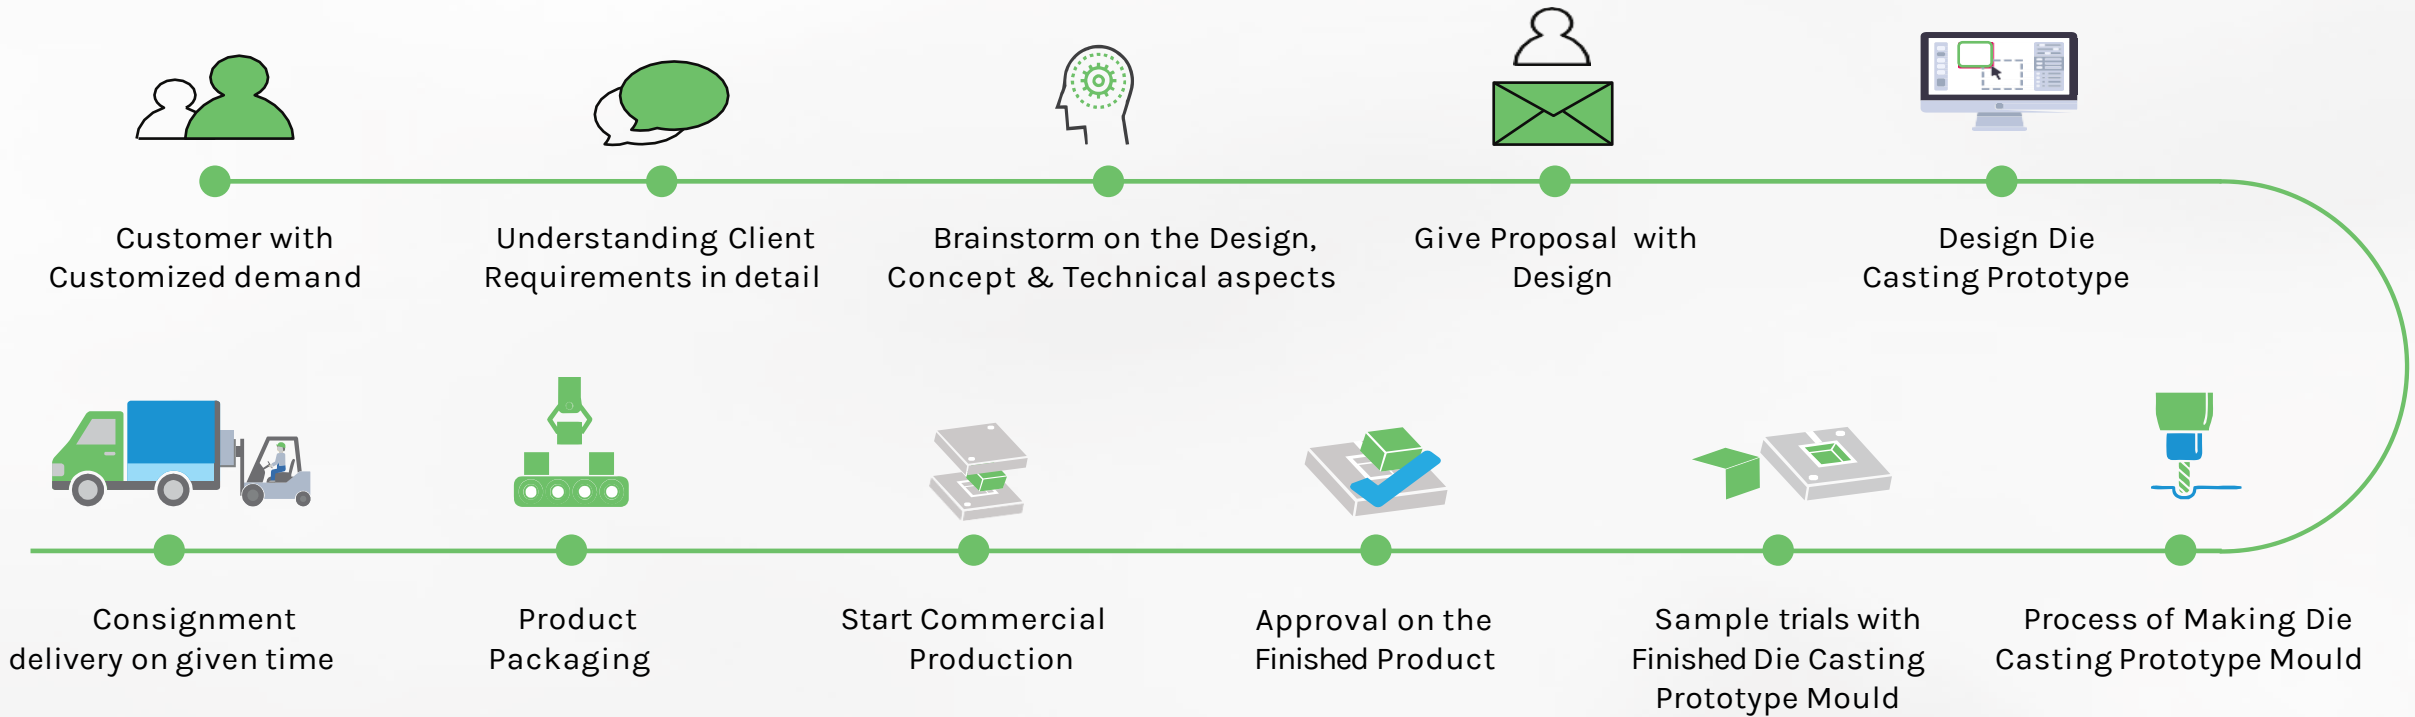 Customer with
Customized demand
Understanding Client
Requirements in detail
Brainstorm on the Design,
Concept & Technical aspects
Give Proposal with
Design
Design Die
Casting Prototype
Consignment
delivery on given time
Product
Packaging
Start Commercial
Production
Approval on the
Finished Product
Sample trials with
Finished Die Casting
Prototype Mould
Process of Making Die
Casting Prototype Mould